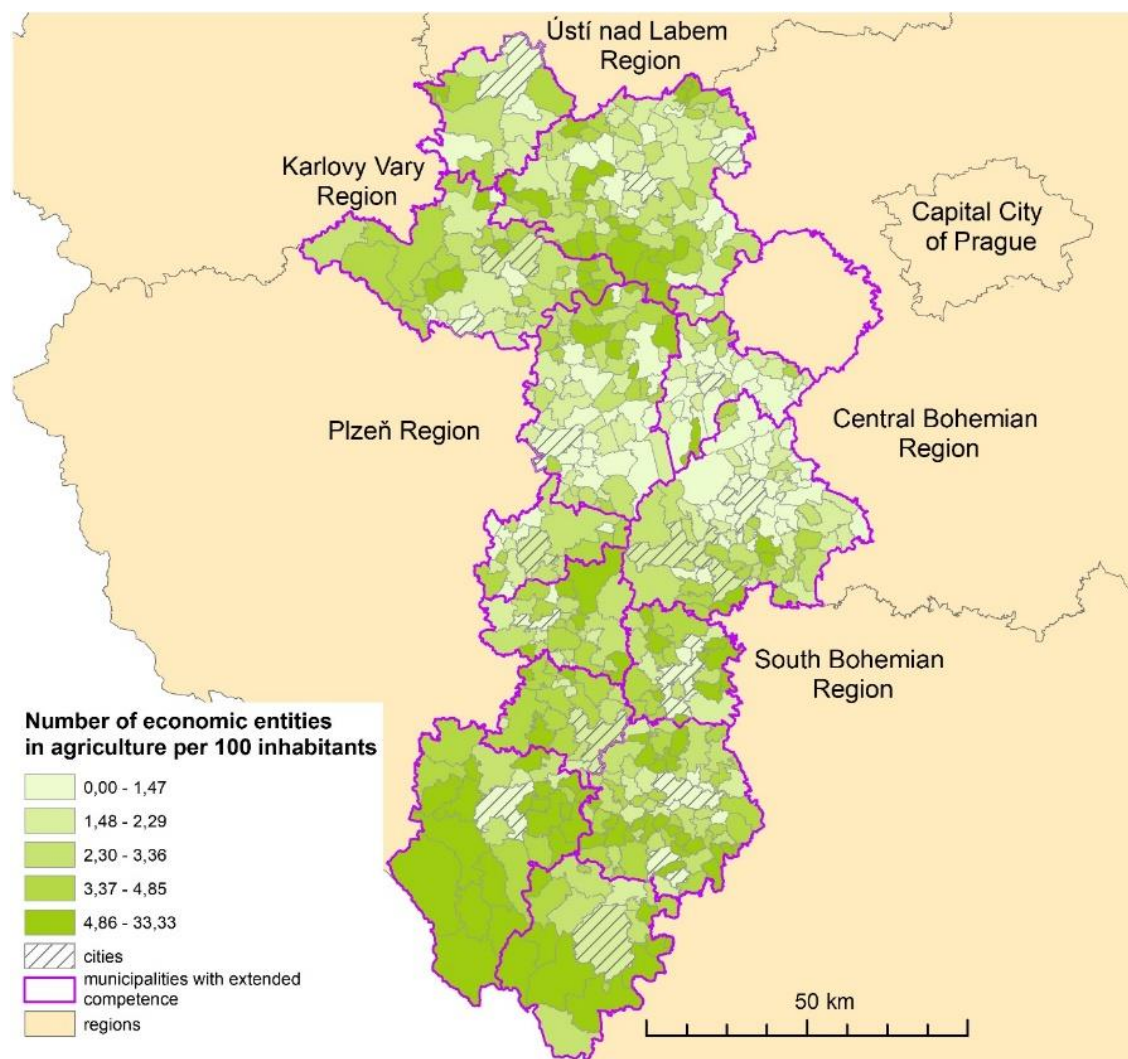 Ústí nad Labem
Region
Karlovy Vary
Region
Capital City
of Prague
Plzeň Region
Central Bohemian
Region
South Bohemian
Region
Number of economic entities
in agriculture per 100 inhabitants
0,00 - 1,47
1,48 - 2,29
2,30 - 3,36
3,37 - 4,85
4,86 - 33,33
cities
municipalities with extended
competence
regions
50 km